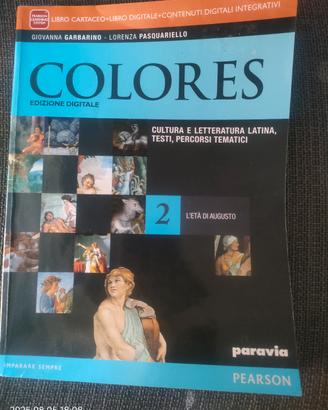 LIBRO CARTACEO+LIBRO DIGITALE+CONTENUTI DIGITALI INTEGRATIVI
GIOVANNA GARBARINO - LORENZA PASQUARIELLO
COLORES
EDIZIONE DIGITALE
CULTURA E LETTERATURA LATINA,
TESTI, PERCORSI TEMATICI
2
L'ETÀ DI AUGUSTO
paravia
IMPARARE SEMPRE
PEARSON